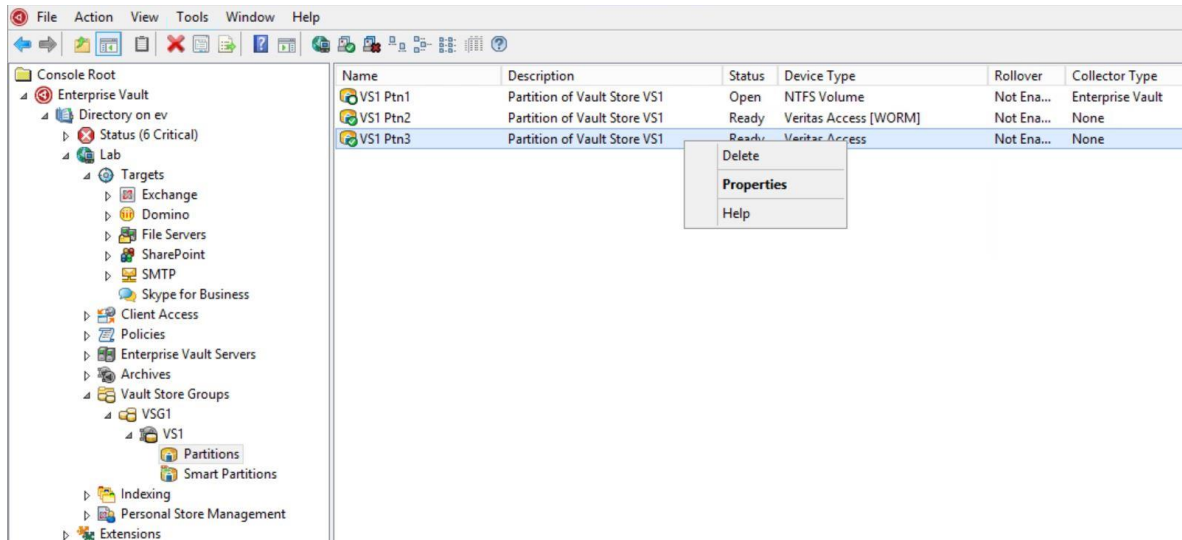 File Action View Tools Window Help
Console Root
Enterprise Vault
Directory on ev
Status (6 Critical)
Lab
Targets
Exchange
Domino
File Servers
SharePoint
SMTP
Skype for Business
Client Access
Policies
Enterprise Vault Servers
Archives
Vault Store Groups
VSG1
VS1
Partitions
Smart Partitions
Indexing
Personal Store Management
Extensions
Name Description Status Device Type Rollover Collector Type
VS1 Ptn1 Partition of Vault Store VS1 Open NTFS Volume Not Ena... Enterprise Vault
VS1 Ptn2 Partition of Vault Store VS1 Ready Veritas Access [WORM] Not Ena... None
VS1 Ptn3 Partition of Vault Store VS1 Ready Veritas Access Not Ena... None
Delete
Properties
Help